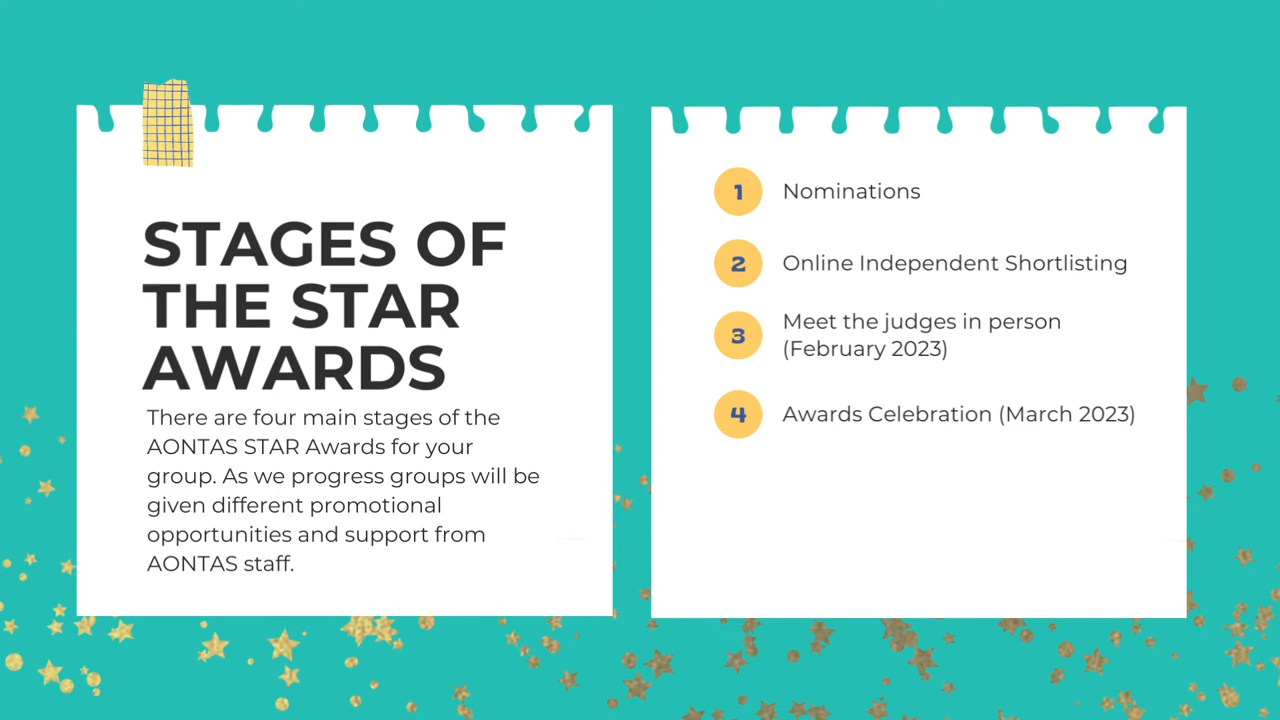 STAGES OF
THE STAR
AWARDS
There are four main stages of the
AONTAS STAR Awards for your
group. As we progress groups will be
given different promotional
opportunities and support from
AONTAS staff.
1 Nominations
2 Online Independent Shortlisting
3 Meet the judges in person
(February 2023)
4 Awards Celebration (March 2023)